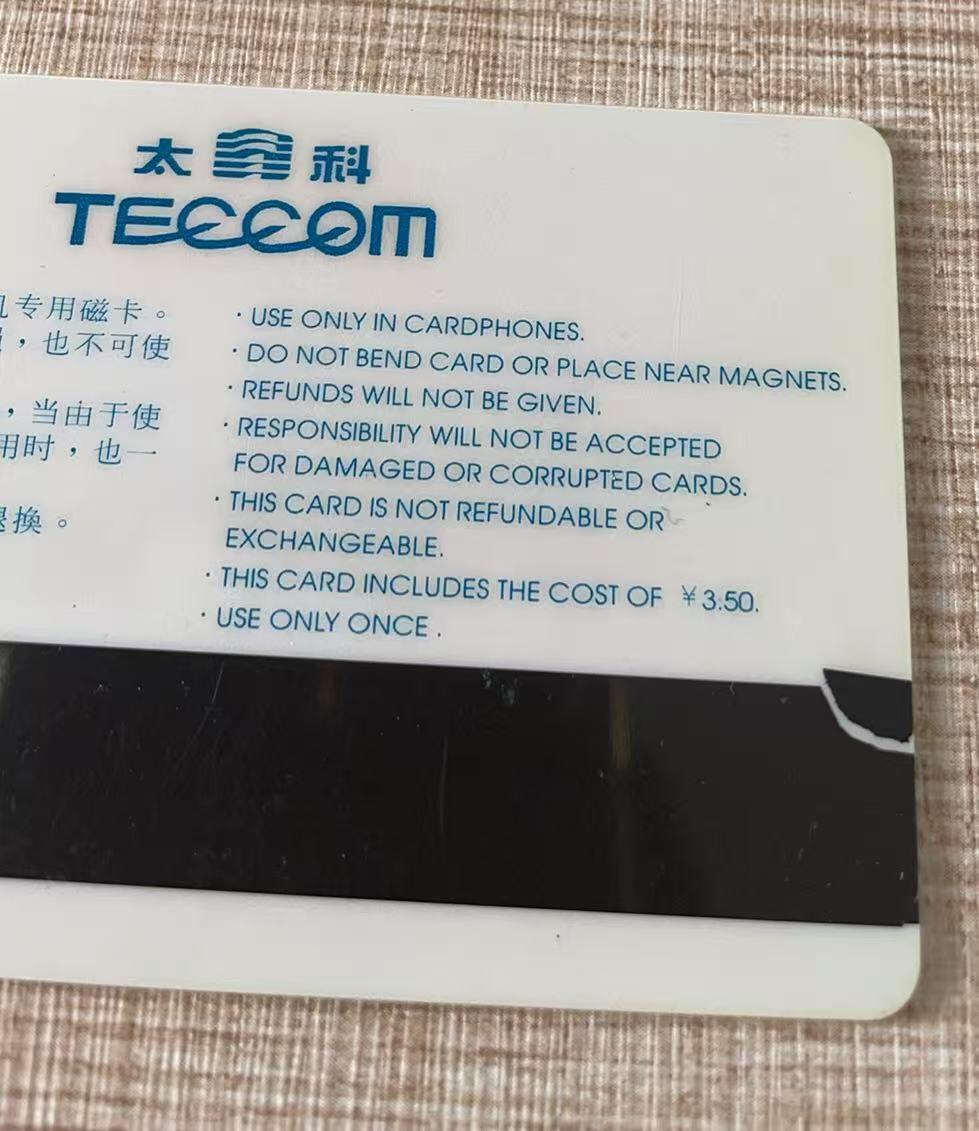 太 科
TECCOM
专用磁卡。
，也不可使
，当由于使
用时，也一
換。
· USE ONLY IN CARDPHONES.
· DO NOT BEND CARD OR PLACE NEAR MAGNETS.
· REFUNDS WILL NOT BE GIVEN.
· RESPONSIBILITY WILL NOT BE ACCEPTED
FOR DAMAGED OR CORRUPTED CARDS.
· THIS CARD IS NOT REFUNDABLE OR
EXCHANGEABLE.
· THIS CARD INCLUDES THE COST OF ￥3.50.
· USE ONLY ONCE .